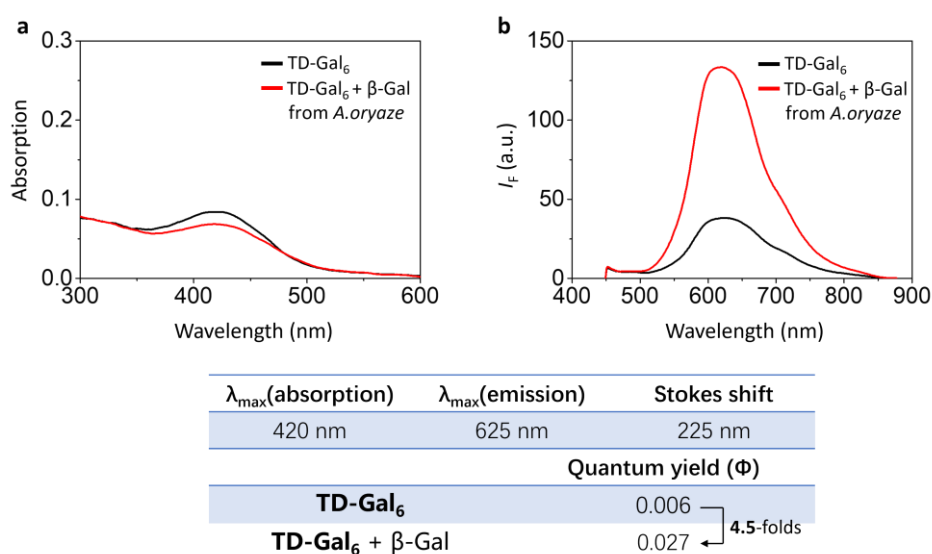 a
0.3
0.2
0.1
0.0
Absorption
TD-Gal₆
TD-Gal₆ + β-Gal
from A.oryaze
300 400 500 600
Wavelength (nm)
b
150
100
50
0
I_F (a.u.)
TD-Gal₆
TD-Gal₆ + β-Gal
from A.oryaze
400 500 600 700 800 900
Wavelength (nm)
λmax(absorption) λmax(emission) Stokes shift
420 nm 625 nm 225 nm
Quantum yield (Φ)
TD-Gal₆ 0.006
4.5-folds
TD-Gal₆ + β-Gal 0.027